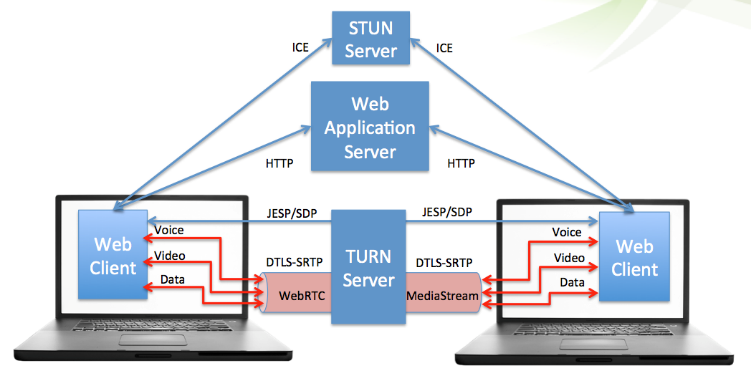 STUN
Server
ICE
ICE
Web
Application
Server
HTTP
HTTP
JESP/SDP
JESP/SDP
Web
Client
Voice
Video
Data
DTLS-SRTP
WebRTC
TURN
Server
DTLS-SRTP
MediaStream
Voice
Video
Data
Web
Client